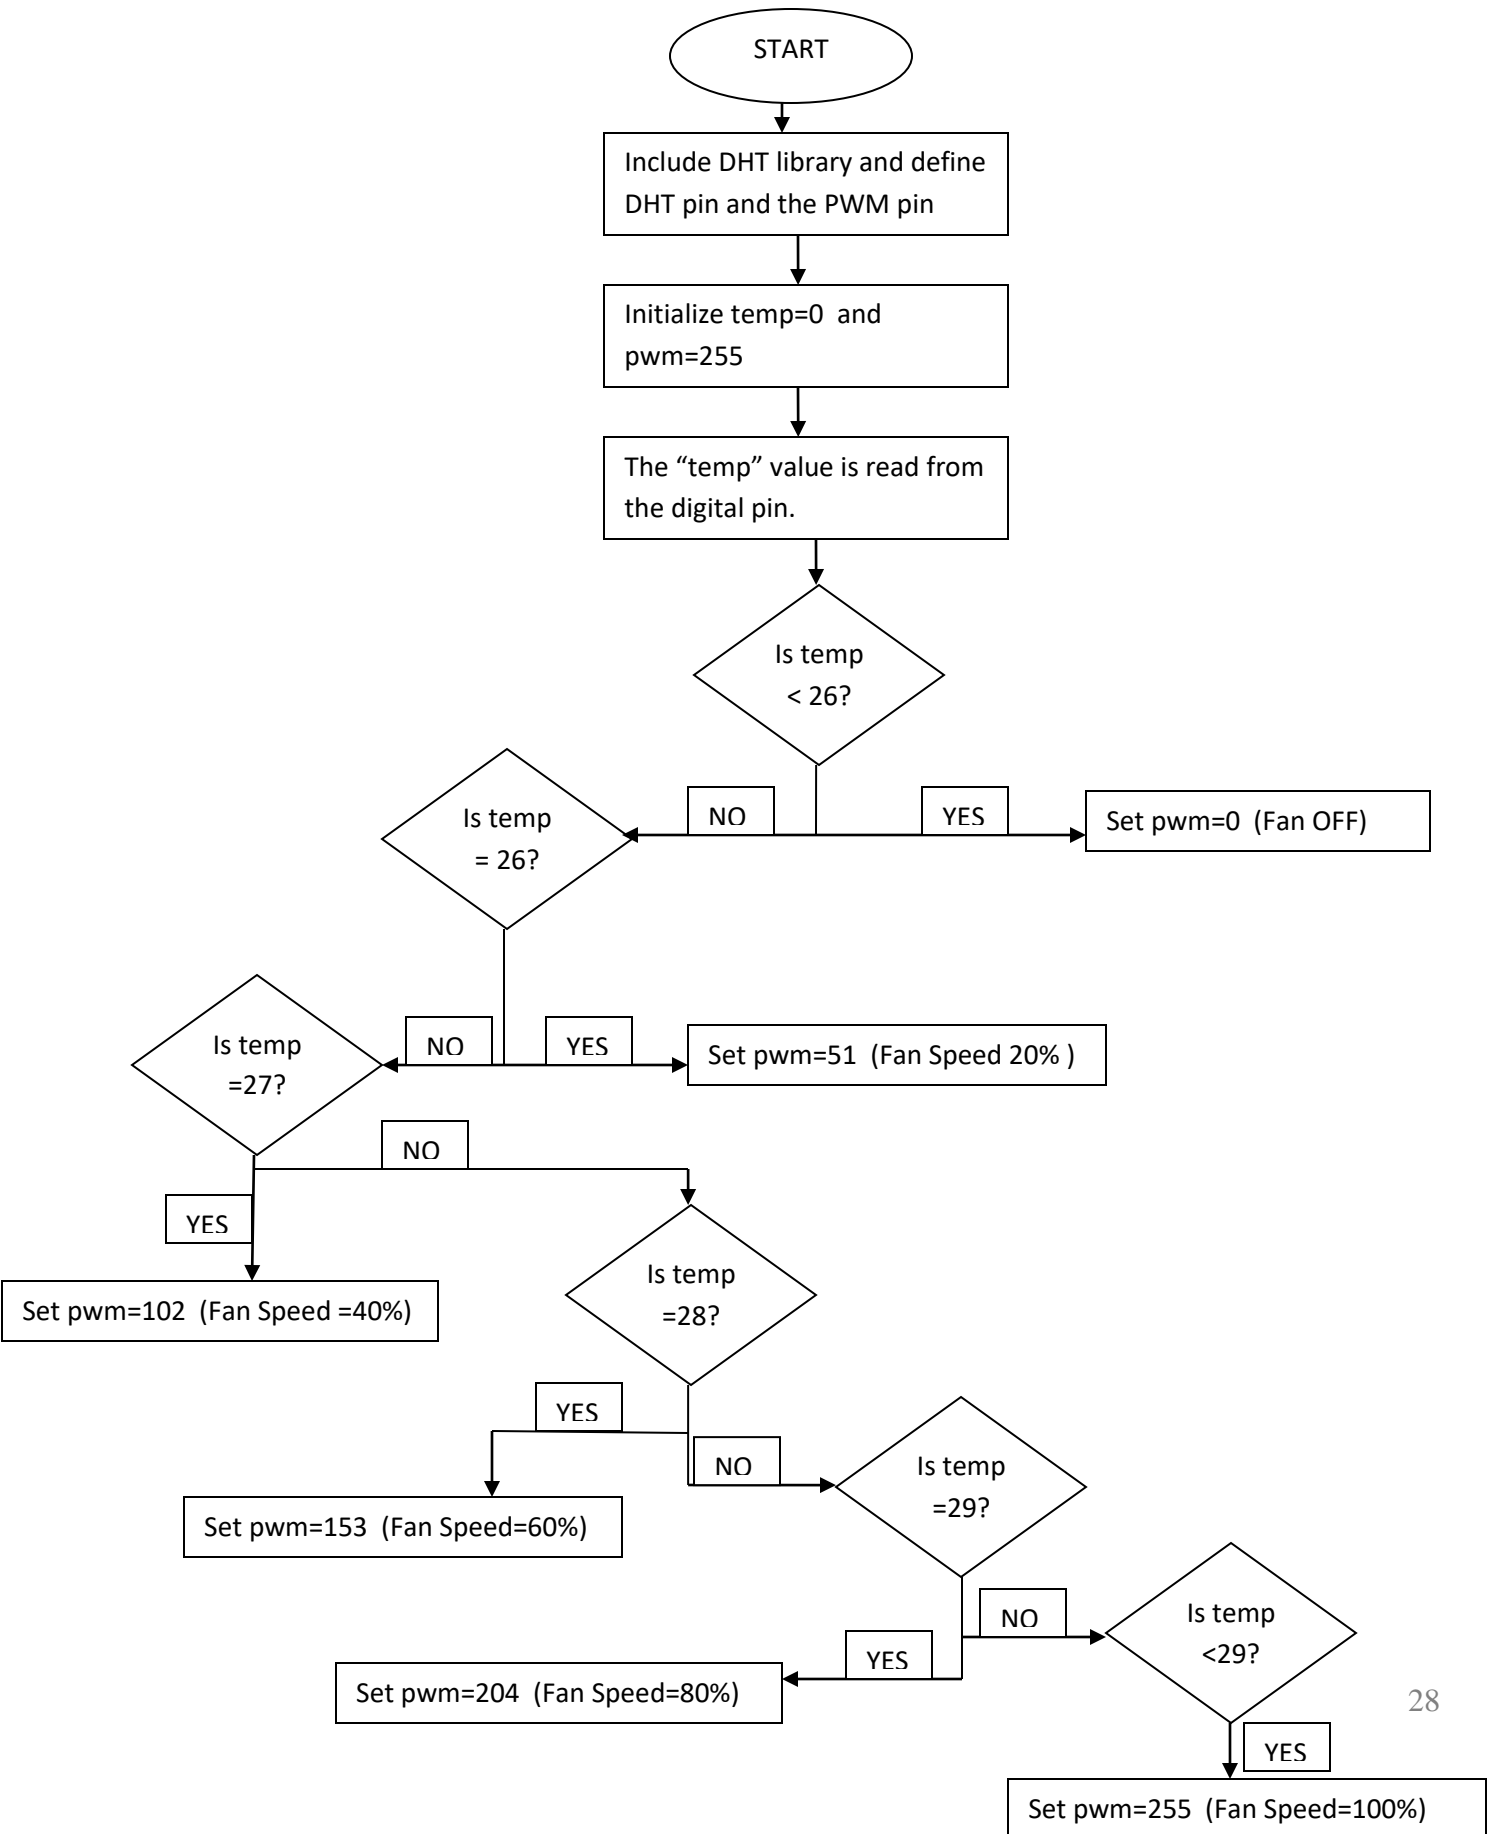 START
Include DHT library and define
DHT pin and the PWM pin
Initialize temp=0  and
pwm=255
The “temp” value is read from
the digital pin.
Is temp
< 26?
NO
YES
Set pwm=0  (Fan OFF)
Is temp
= 26?
NO
YES
Set pwm=51  (Fan Speed 20% )
Is temp
=27?
NO
YES
Set pwm=102  (Fan Speed =40%)
Is temp
=28?
YES
NO
Set pwm=153  (Fan Speed=60%)
Is temp
=29?
NO
YES
Set pwm=204  (Fan Speed=80%)
Is temp
<29?
28
YES
Set pwm=255  (Fan Speed=100%)